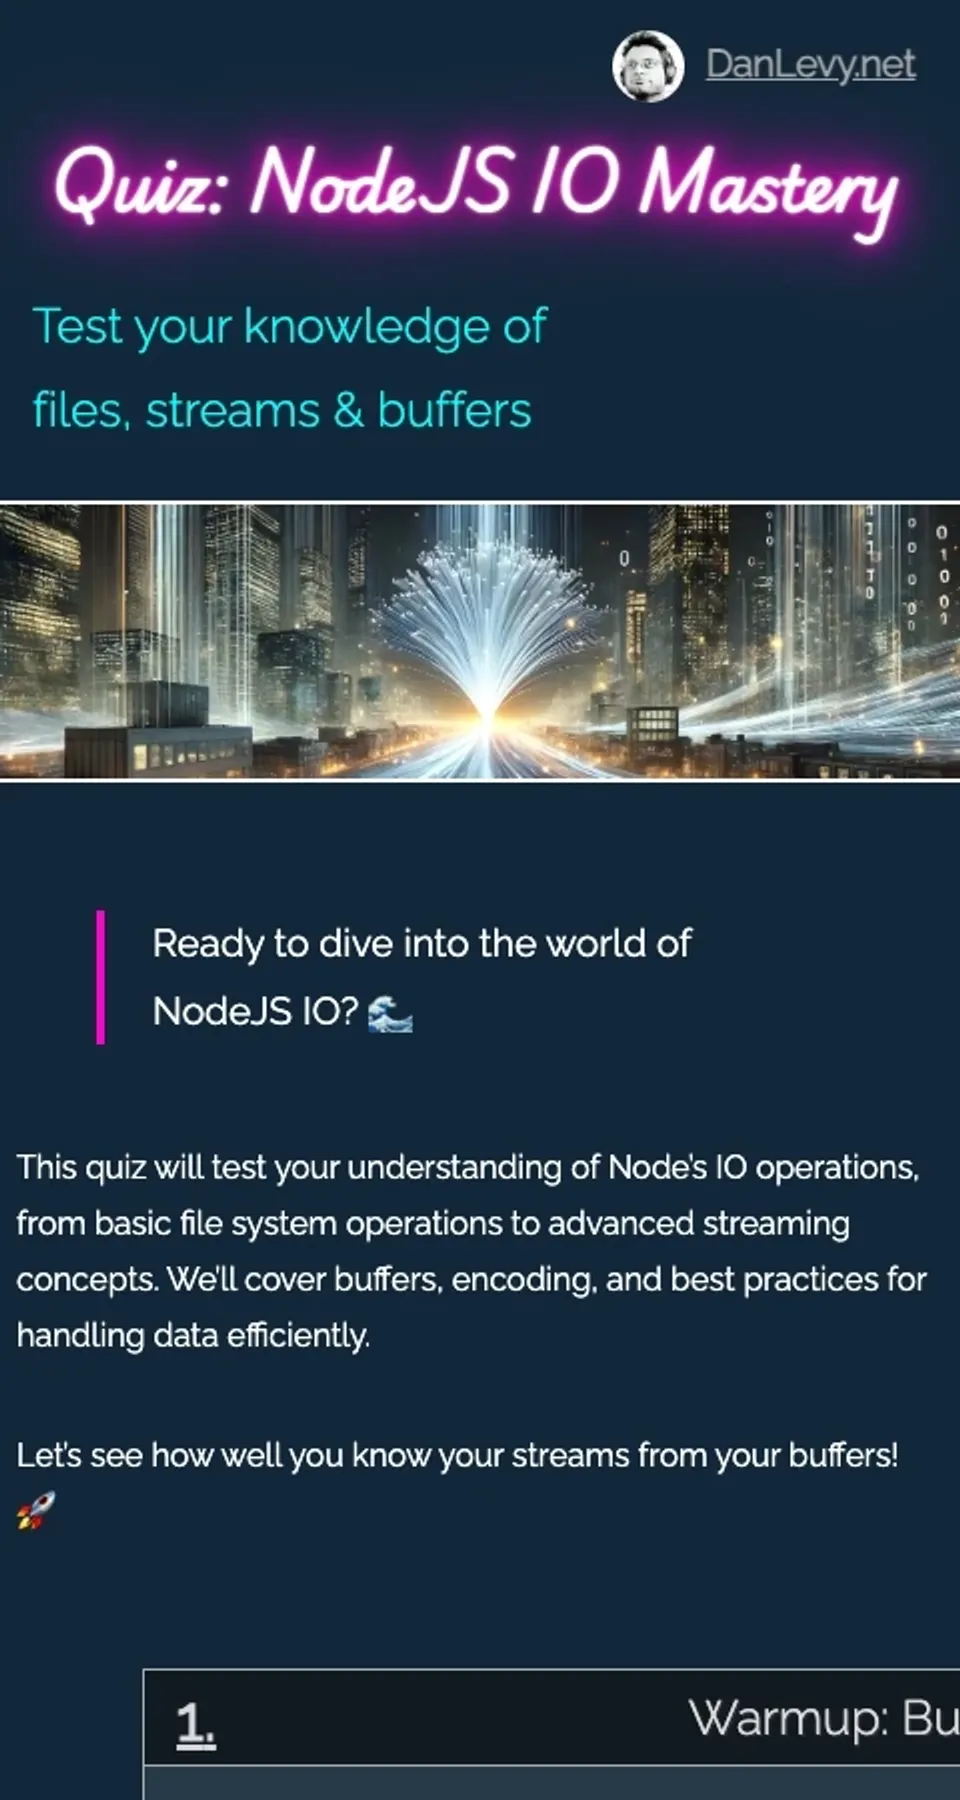 DanLevy.net
Quiz: NodeJS IO Mastery
Test your knowledge of
files, streams & buffers
Ready to dive into the world of
NodeJS IO? 🌊
This quiz will test your understanding of Node's IO operations,
from basic file system operations to advanced streaming
concepts. We'll cover buffers, encoding, and best practices for
handling data efficiently.
Let's see how well you know your streams from your buffers!
🚀
1.
Warmup: Bu